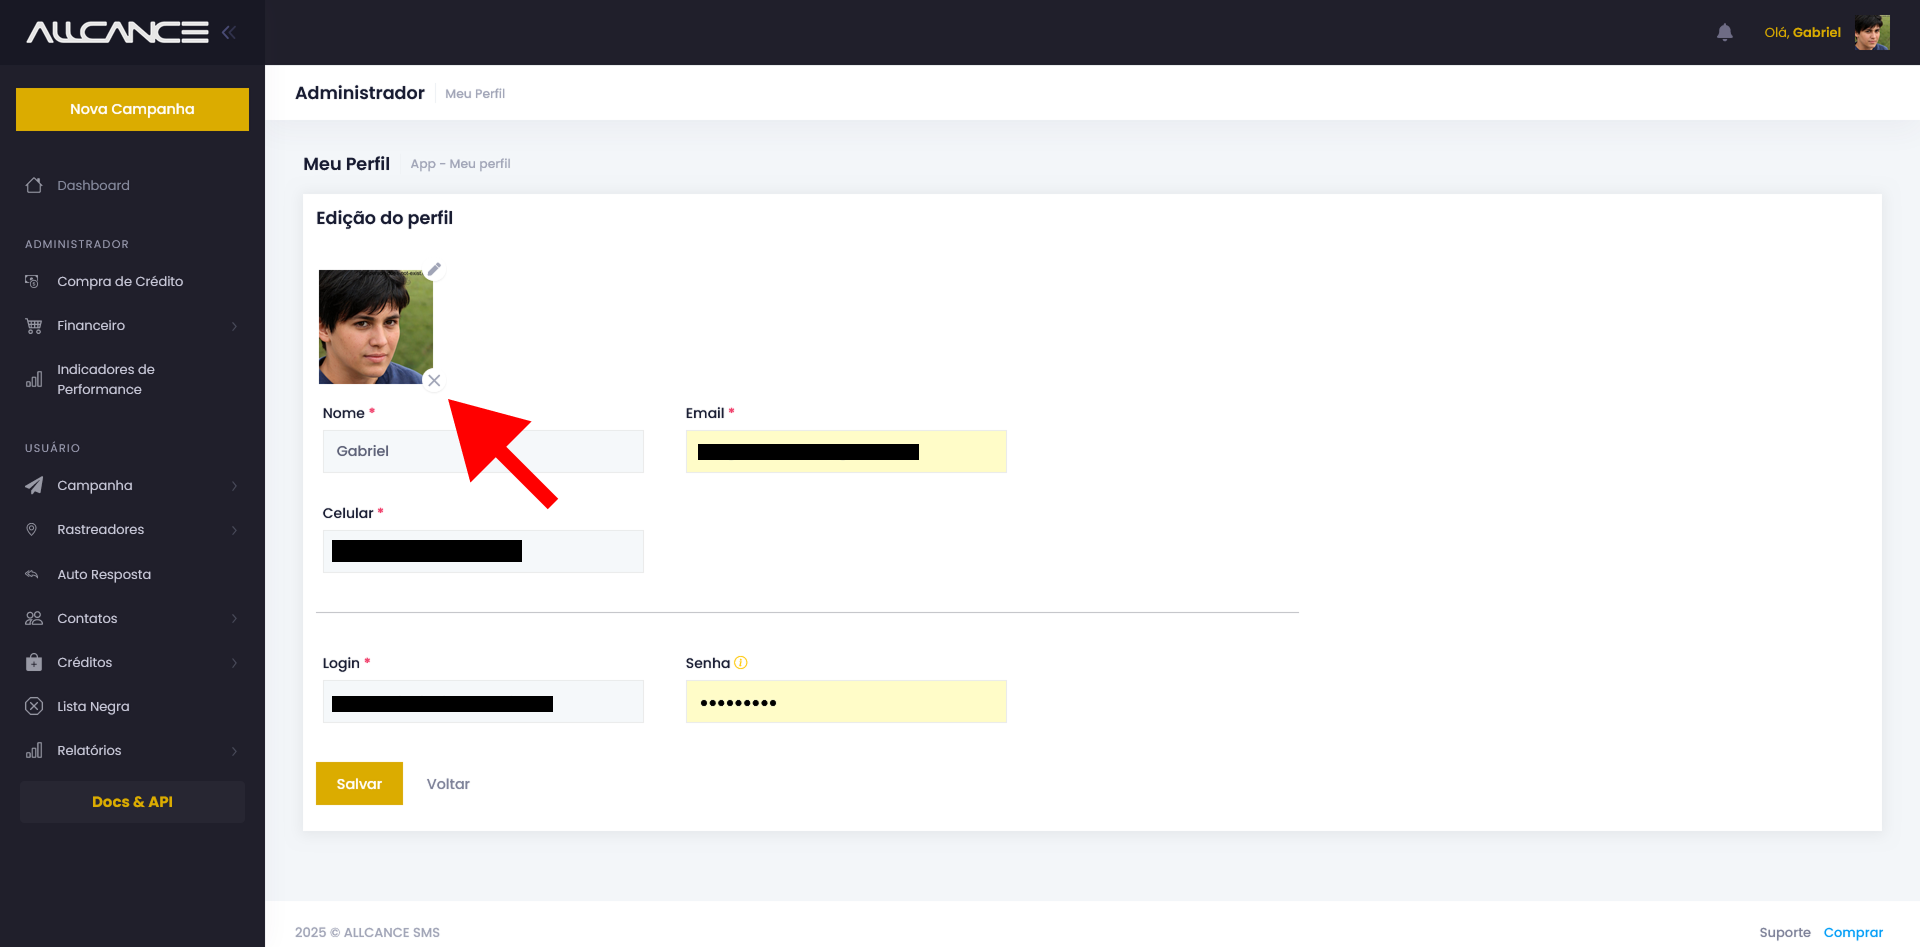 ALLCANCE
Olá, Gabriel
Nova Campanha
Dashboard
ADMINISTRADOR
Compra de Crédito
Financeiro
Indicadores de
Performance
USUÁRIO
Campanha
Rastreadores
Auto Resposta
Contatos
Créditos
Lista Negra
Relatórios
Docs & API
Administrador
Meu Perfil
Meu Perfil
App - Meu perfil
Edição do perfil
Nome *
Email *
Gabriel
Celular *
Login *
Senha
•••••••••
Salvar
Voltar
2025 © ALLCANCE SMS
Suporte
Comprar